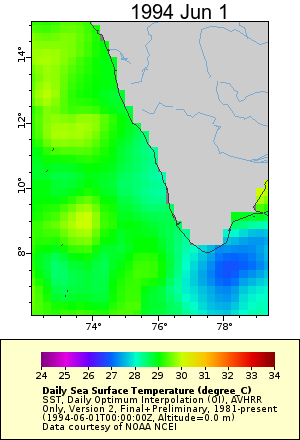 1994 Jun 1
14°
12°
10°
8°
74°
76°
78°
24 25 26 27 28 29 30 31 32 33 34
Daily Sea Surface Temperature (degree_C)
SST, Daily Optimum Interpolation (OI), AVHRR
Only, Version 2, Final+Preliminary, 1981-present
(1994-06-01T00:00:00Z, Altitude=0.0 m)
Data courtesy of NOAA NCEI